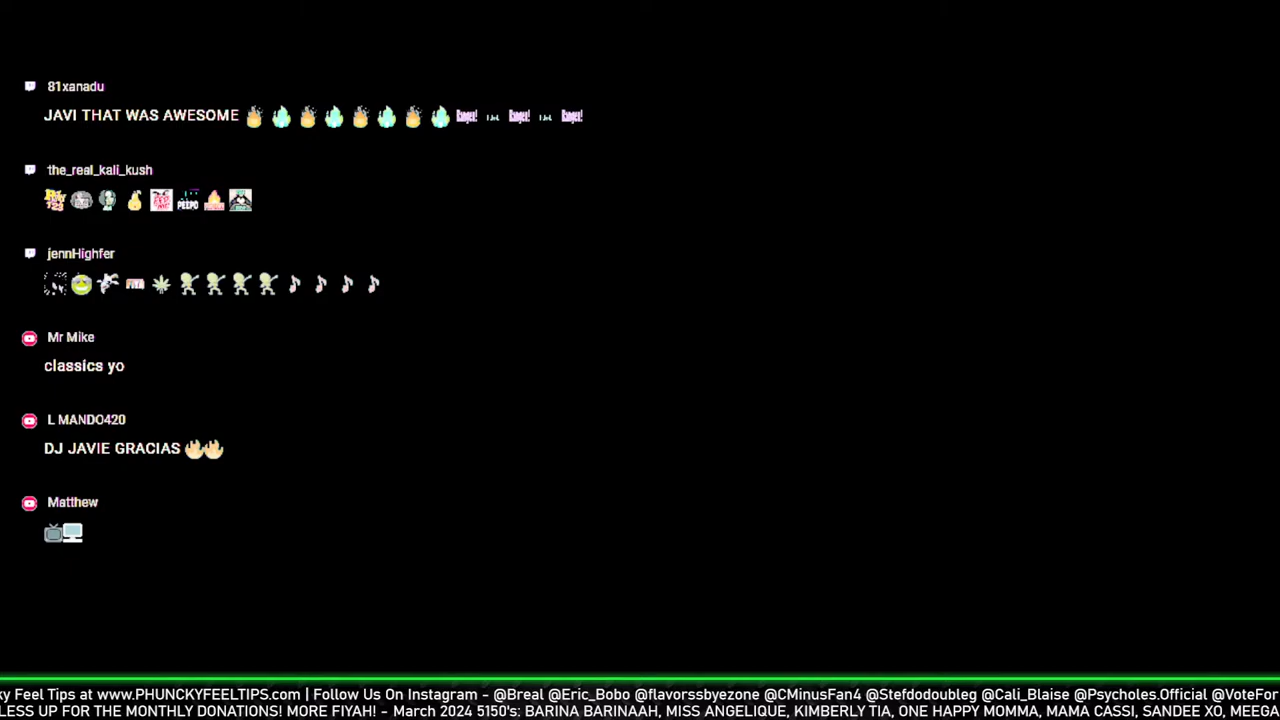 81xanadu
JAVI THAT WAS AWESOME
the_real_kali_kush
jennHighfer
Mr Mike
classics yo
L MANDO420
DJ JAVIE GRACIAS
Matthew
ky Feel Tips at www.PHUNCKYFEELTIPS.com | Follow Us On Instagram - @Breal @Eric_Bobo @flavorssbyezone @CMinusFan4 @Stefdodoubleg @Cali_Blaise @Psycholes.Official @VoteFor
LESS UP FOR THE MONTHLY DONATIONS! MORE FIYAH! - March 2024 5150's: BARINA BARINAAH, MISS ANGELIQUE, KIMBERLY TIA, ONE HAPPY MOMMA, MAMA CASSI, SANDEE XO, MEEGA